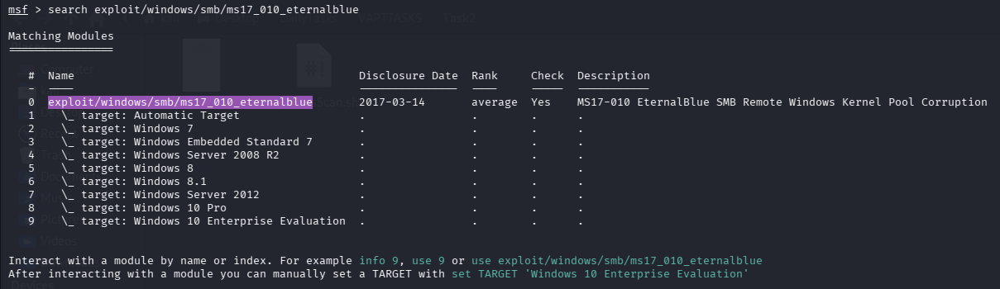 VAPTTASKS Task2
msf > search exploit/windows/smb/ms17_010_eternalblue
Matching Modules
================
# Name Disclosure Date Rank Check Description
- ---- --------------- ---- ----- -----------
0 exploit/windows/smb/ms17_010_eternalblue 2017-03-14 average Yes MS17-010 EternalBlue SMB Remote Windows Kernel Pool Corruption
1 \_ target: Automatic Target . . . .
2 \_ target: Windows 7 . . . .
3 \_ target: Windows Embedded Standard 7 . . . .
4 \_ target: Windows Server 2008 R2 . . . .
5 \_ target: Windows 8 . . . .
6 \_ target: Windows 8.1 . . . .
7 \_ target: Windows Server 2012 . . . .
8 \_ target: Windows 10 Pro . . . .
9 \_ target: Windows 10 Enterprise Evaluation . . . .
Interact with a module by name or index. For example info 9, use 9 or use exploit/windows/smb/ms17_010_eternalblue
After interacting with a module you can manually set a TARGET with set TARGET 'Windows 10 Enterprise Evaluation'
Computer
Videos
Devices